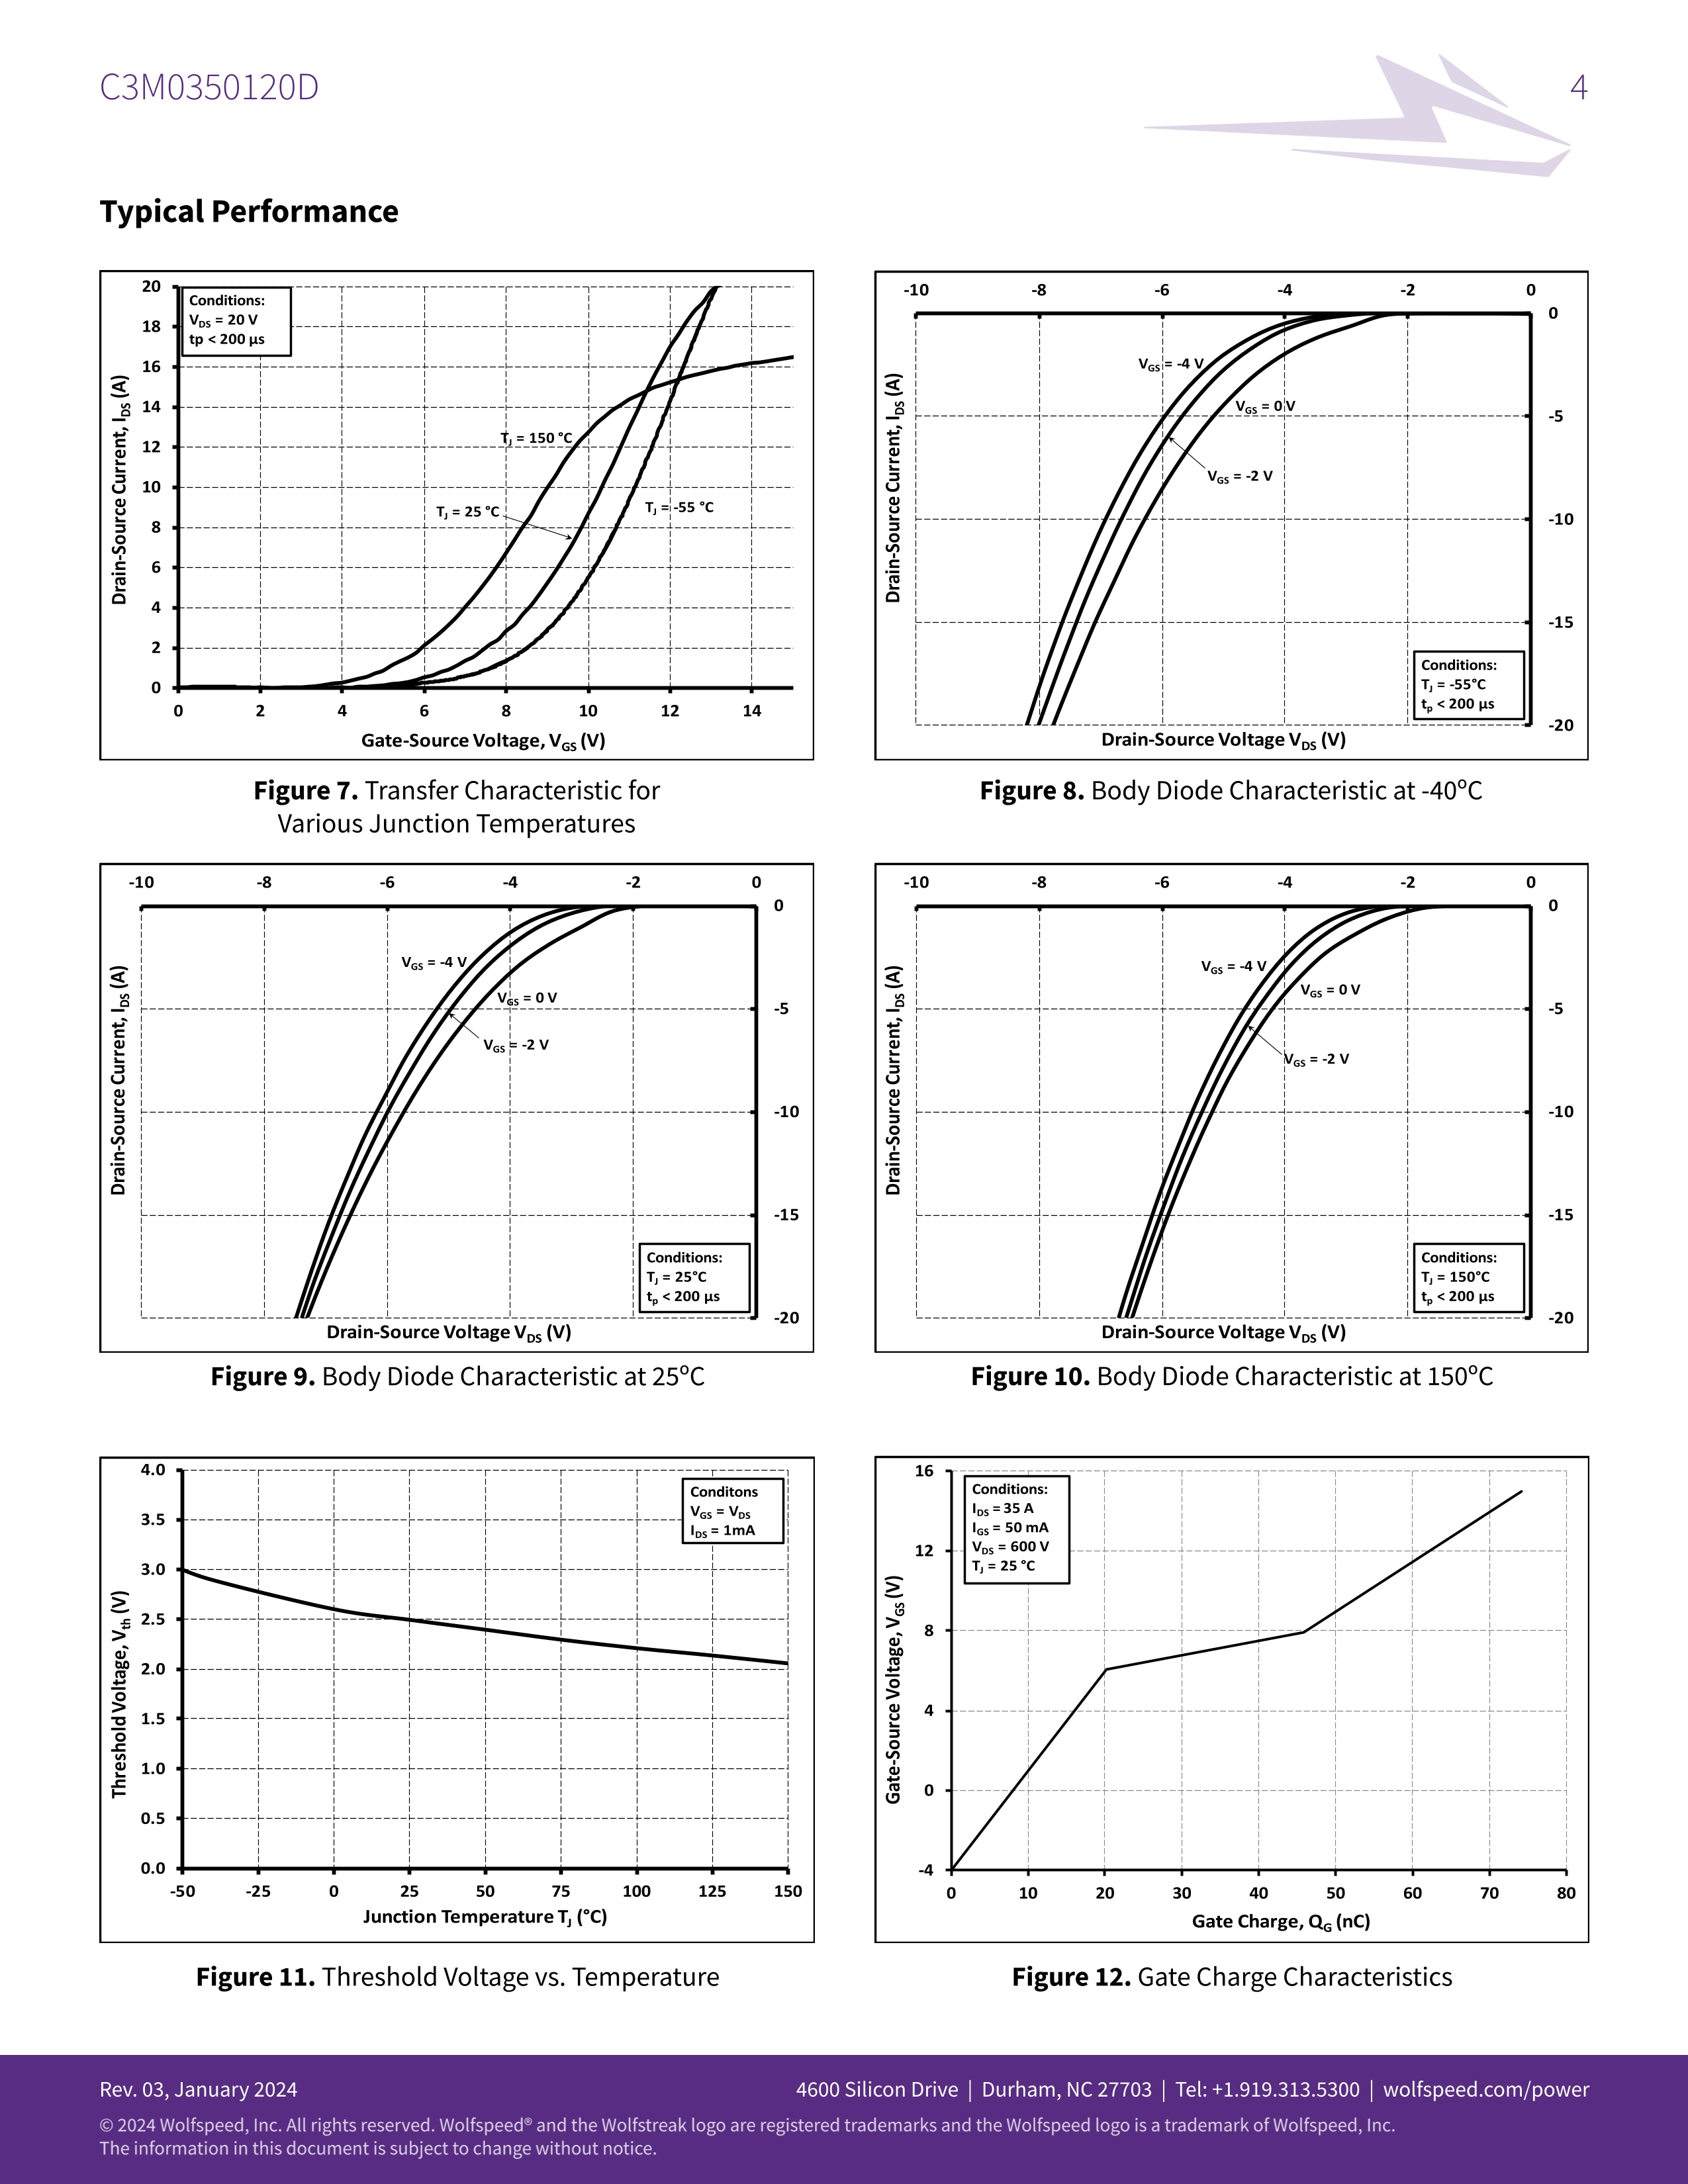 C3M0350120D
4
Typical Performance
20
18
16
14
12
10
8
6
4
2
0
0 2 4 6 8 10 12 14
Drain-Source Current, IDS (A)
Gate-Source Voltage, VGS (V)
Conditions:
VDS = 20 V
tp < 200 µs
TJ = 150 °C
TJ = 25 °C
TJ = -55 °C
Figure 7. Transfer Characteristic for
Various Junction Temperatures
-10 -8 -6 -4 -2 0
0
-5
-10
-15
-20
Drain-Source Current, IDS (A)
Drain-Source Voltage VDS (V)
VGS = -4 V
VGS = 0 V
VGS = -2 V
Conditions:
TJ = -55°C
tp < 200 µs
Figure 8. Body Diode Characteristic at -40ºC
-10 -8 -6 -4 -2 0
0
-5
-10
-15
-20
Drain-Source Current, IDS (A)
Drain-Source Voltage VDS (V)
VGS = -4 V
VGS = 0 V
VGS = -2 V
Conditions:
TJ = 25°C
tp < 200 µs
Figure 9. Body Diode Characteristic at 25ºC
-10 -8 -6 -4 -2 0
0
-5
-10
-15
-20
Drain-Source Current, IDS (A)
Drain-Source Voltage VDS (V)
VGS = -4 V
VGS = 0 V
VGS = -2 V
Conditions:
TJ = 150°C
tp < 200 µs
Figure 10. Body Diode Characteristic at 150ºC
4.0
3.5
3.0
2.5
2.0
1.5
1.0
0.5
0.0
-50 -25 0 25 50 75 100 125 150
Threshold Voltage, Vth (V)
Junction Temperature TJ (°C)
Conditons
VGS = VDS
IDS = 1mA
Figure 11. Threshold Voltage vs. Temperature
16
12
8
4
0
-4
0 10 20 30 40 50 60 70 80
Gate-Source Voltage, VGS (V)
Gate Charge, QG (nC)
Conditions:
IDS = 35 A
IGS = 50 mA
VDS = 600 V
TJ = 25 °C
Figure 12. Gate Charge Characteristics
Rev. 03, January 2024
4600 Silicon Drive | Durham, NC 27703 | Tel: +1.919.313.5300 | wolfspeed.com/power
© 2024 Wolfspeed, Inc. All rights reserved. Wolfspeed® and the Wolfstreak logo are registered trademarks and the Wolfspeed logo is a trademark of Wolfspeed, Inc.
The information in this document is subject to change without notice.